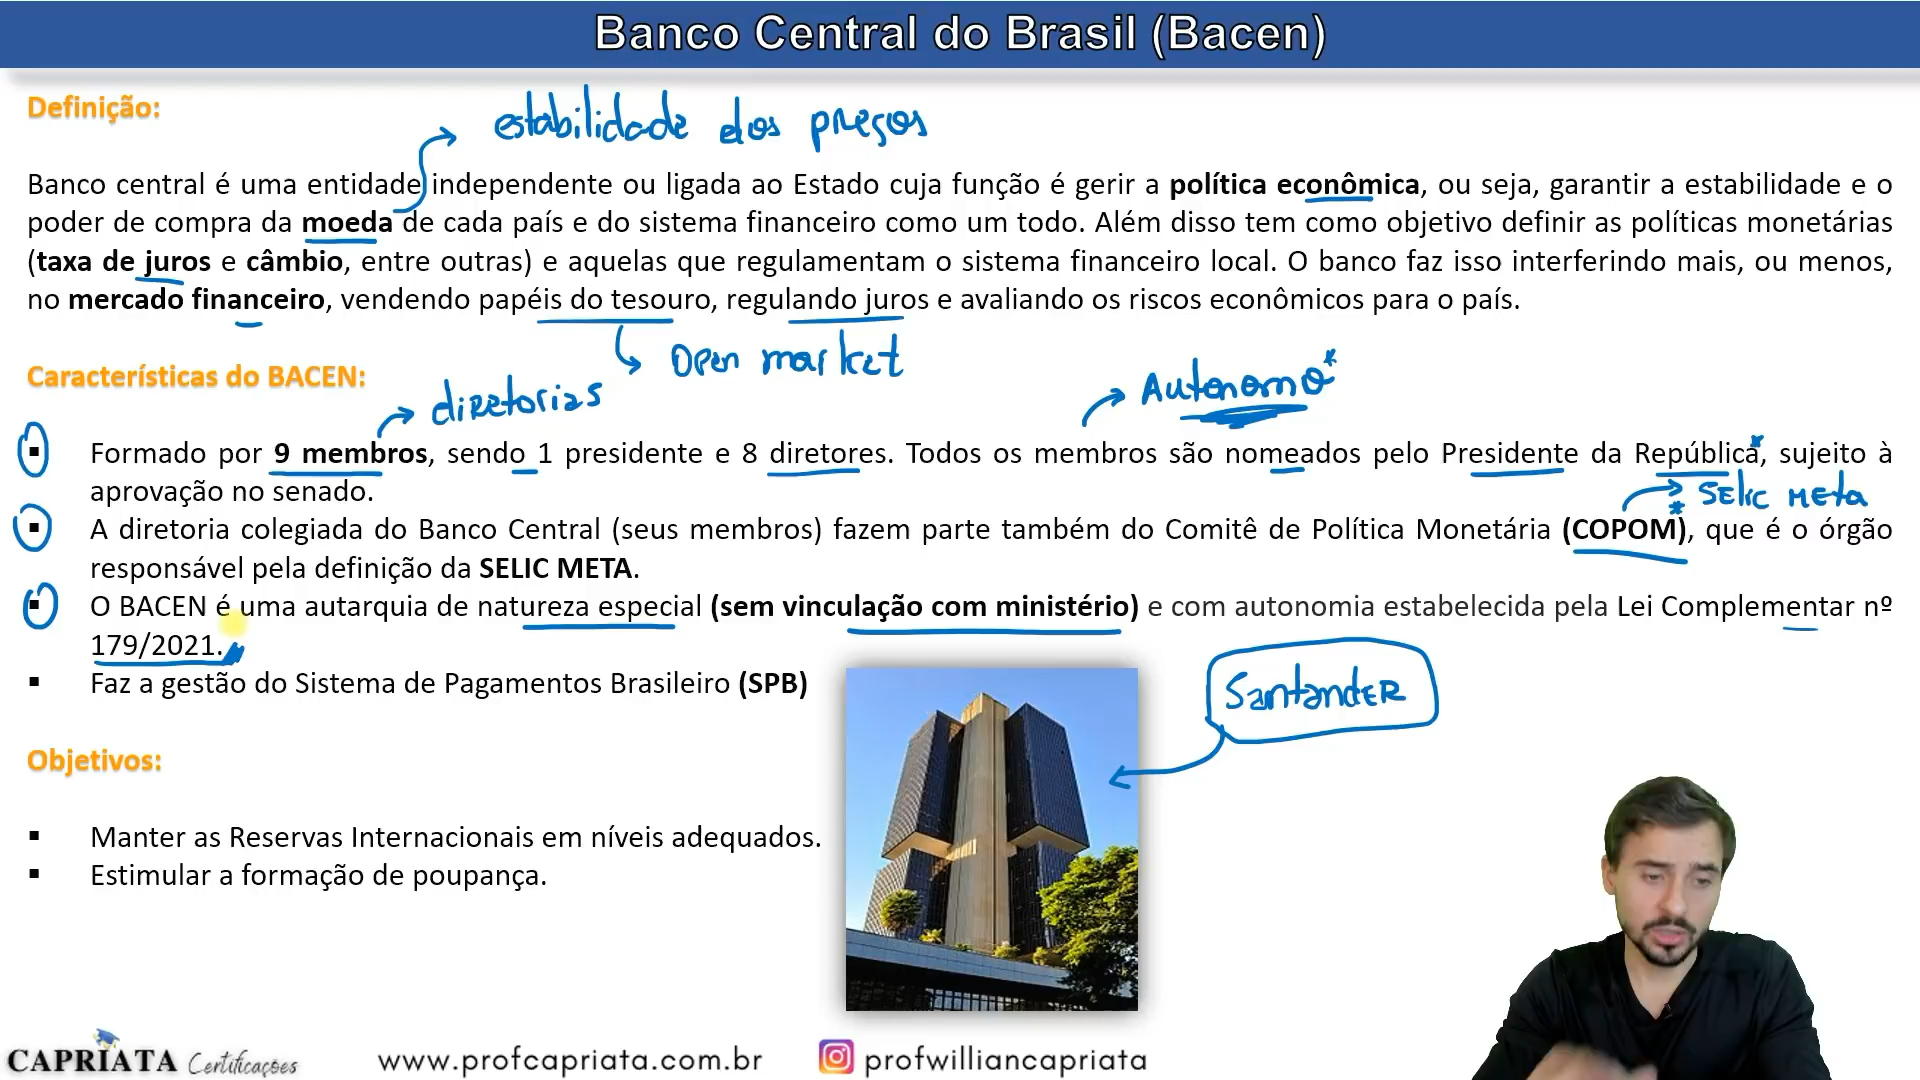 Banco Central do Brasil (Bacen)
Definição:
estabilidade dos preços
Banco central é uma entidade independente ou ligada ao Estado cuja função é gerir a política econômica, ou seja, garantir a estabilidade e o
poder de compra da moeda de cada país e do sistema financeiro como um todo. Além disso tem como objetivo definir as políticas monetárias
(taxa de juros e câmbio, entre outras) e aquelas que regulamentam o sistema financeiro local. O banco faz isso interferindo mais, ou menos,
no mercado financeiro, vendendo papéis do tesouro, regulando juros e avaliando os riscos econômicos para o país.
Open market
Características do BACEN:
diretorias
Autonomo*
▪ Formado por 9 membros, sendo 1 presidente e 8 diretores. Todos os membros são nomeados pelo Presidente da República*, sujeito à
aprovação no senado.
* SELIC META
▪ A diretoria colegiada do Banco Central (seus membros) fazem parte também do Comitê de Política Monetária (COPOM), que é o órgão
responsável pela definição da SELIC META.
▪ O BACEN é uma autarquia de natureza especial (sem vinculação com ministério) e com autonomia estabelecida pela Lei Complementar nº
179/2021.
▪ Faz a gestão do Sistema de Pagamentos Brasileiro (SPB)
SantandER
Objetivos:
▪ Manter as Reservas Internacionais em níveis adequados.
▪ Estimular a formação de poupança.
CAPRIATA Certificações
www.profcapriata.com.br
profwilliancapriata